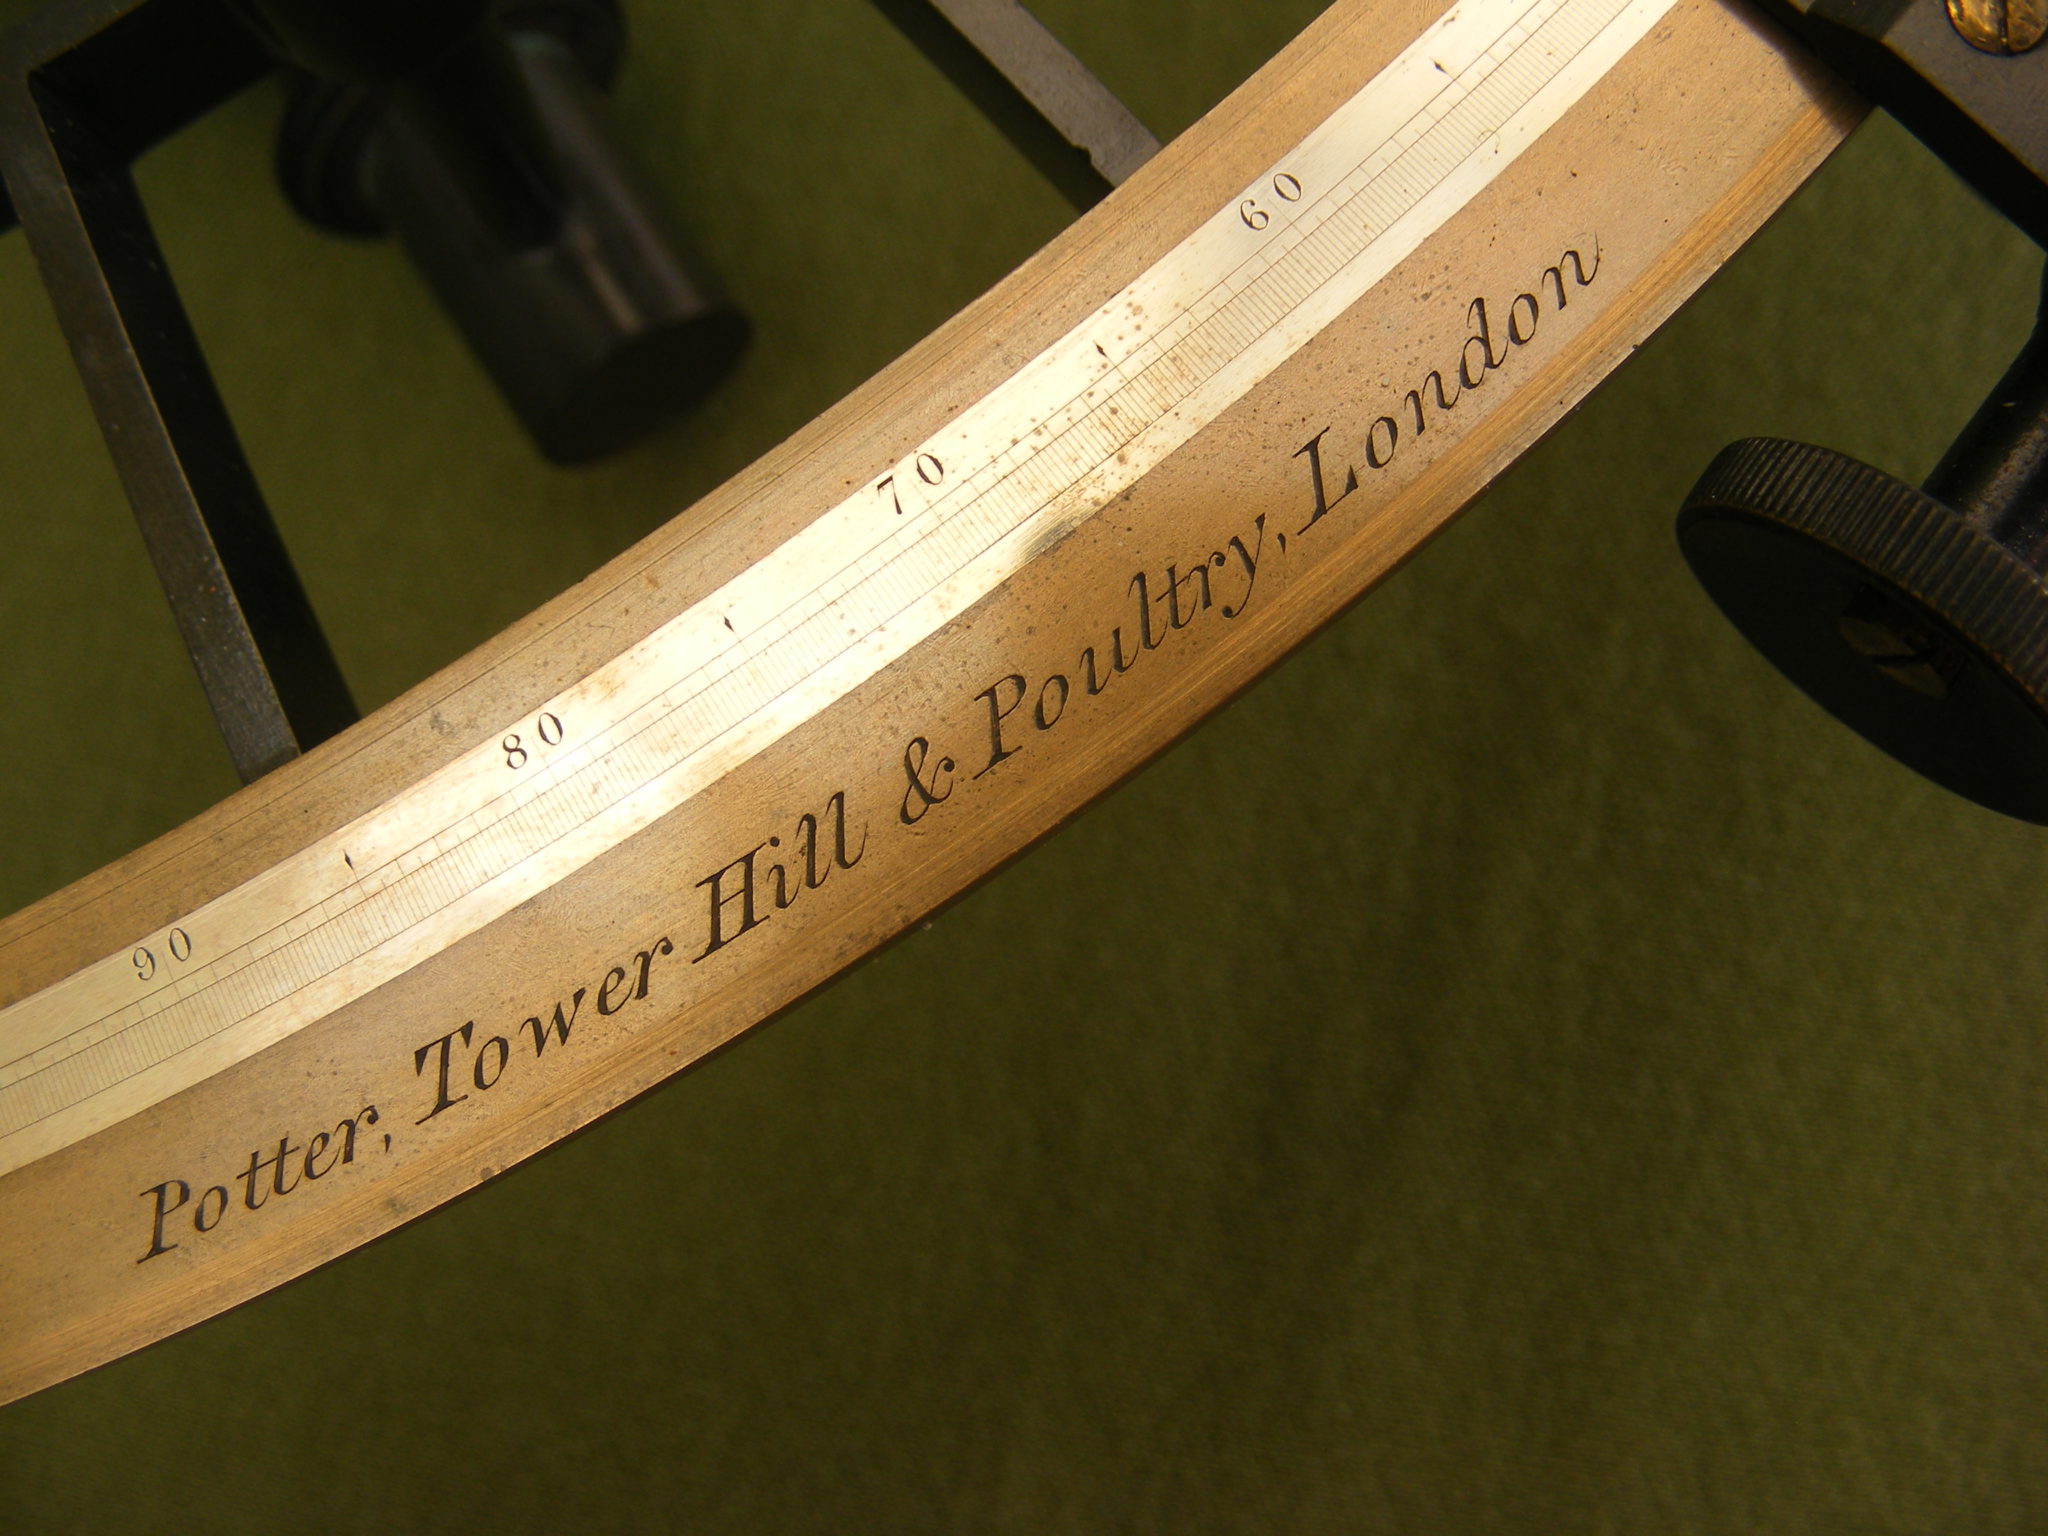 90 80 70 60
Potter, Tower Hill & Poultry, London